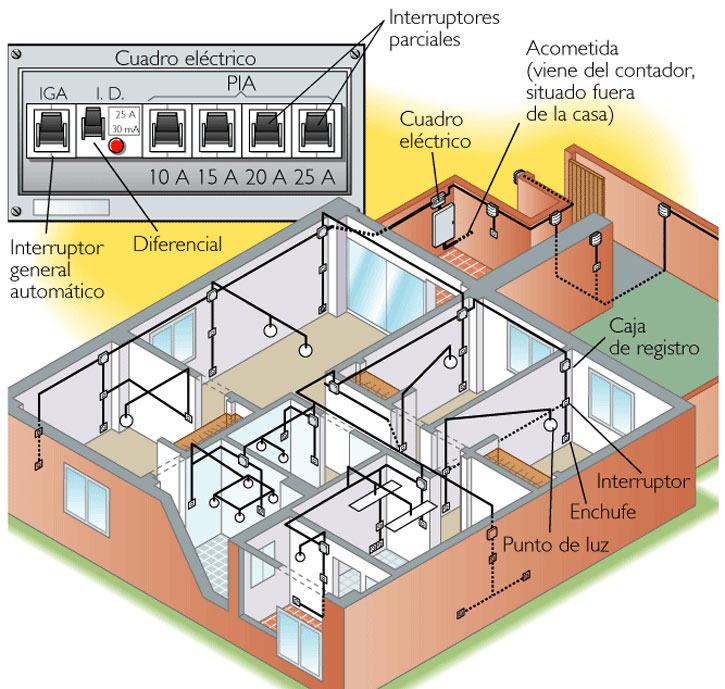 Interruptores
parciales
Acometida
(viene del contador,
situado fuera
de la casa)
Cuadro eléctrico
IGA
I. D.
PIA
25 A
30 mA
10 A 15 A 20 A 25 A
Cuadro
eléctrico
Interruptor
general
automático
Diferencial
Caja
de registro
Interruptor
Enchufe
Punto de luz